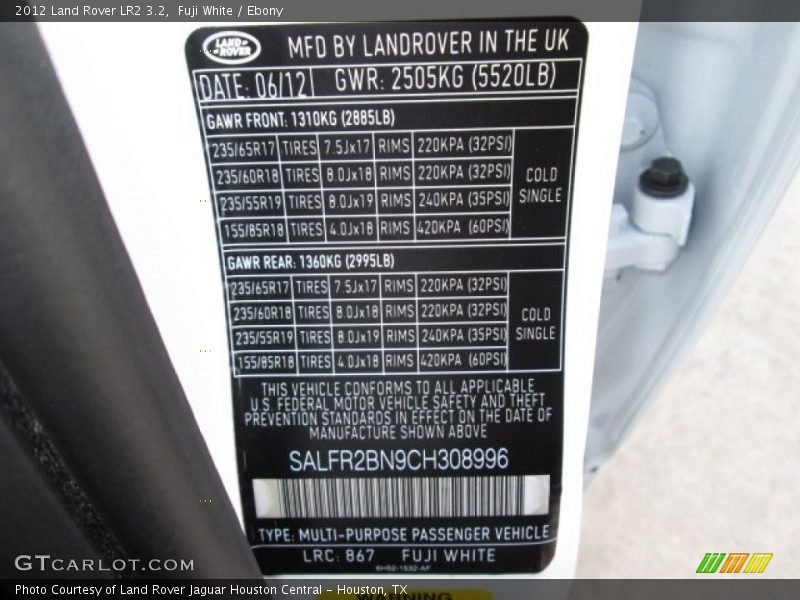 2012 Land Rover LR2 3.2, Fuji White / Ebony
LAND ROVER
MFD BY LANDROVER IN THE UK
DATE: 06/12 GWR: 2505KG (5520LB)
GAWR FRONT: 1310KG (2885LB)
235/65R17 TIRES 7.5Jx17 RIMS 220KPA (32PSI)
235/60R18 TIRES 8.0Jx18 RIMS 220KPA (32PSI)
235/55R19 TIRES 8.0Jx19 RIMS 240KPA (35PSI)
155/85R18 TIRES 4.0Jx18 RIMS 420KPA (60PSI)
COLD
SINGLE
GAWR REAR: 1360KG (2995LB)
235/65R17 TIRES 7.5Jx17 RIMS 220KPA (32PSI)
235/60R18 TIRES 8.0Jx18 RIMS 220KPA (32PSI)
235/55R19 TIRES 8.0Jx19 RIMS 240KPA (35PSI)
155/85R18 TIRES 4.0Jx18 RIMS 420KPA (60PSI)
COLD
SINGLE
THIS VEHICLE CONFORMS TO ALL APPLICABLE
U.S. FEDERAL MOTOR VEHICLE SAFETY AND THEFT
PREVENTION STANDARDS IN EFFECT ON THE DATE OF
MANUFACTURE SHOWN ABOVE
SALFR2BN9CH308996
TYPE: MULTI-PURPOSE PASSENGER VEHICLE
LRC: 867 FUJI WHITE
6H52-1532-AF
GTCARLOT.COM
WARNING
Photo Courtesy of Land Rover Jaguar Houston Central - Houston, TX